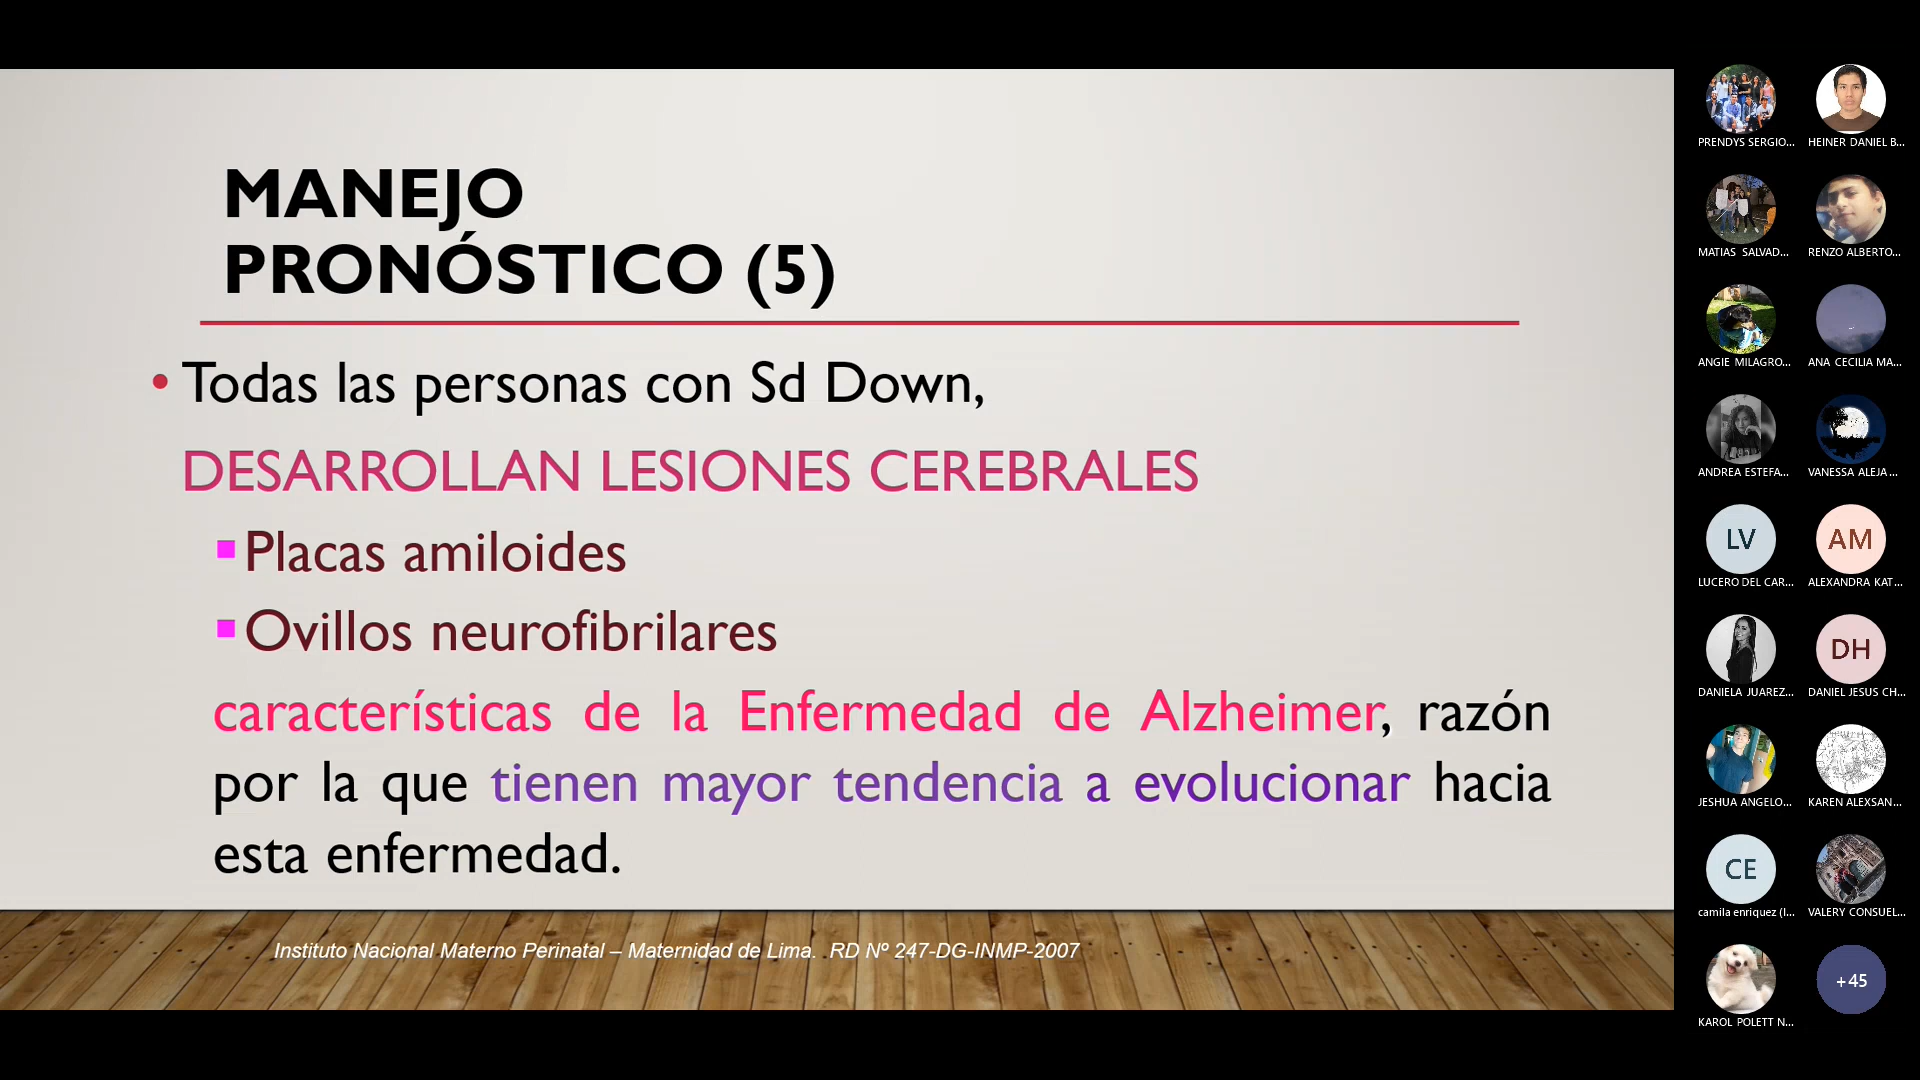 MANEJO
PRONÓSTICO (5)
• Todas las personas con Sd Down,
DESARROLLAN LESIONES CEREBRALES
▪ Placas amiloides
▪ Ovillos neurofibrilares
características de la Enfermedad de Alzheimer, razón
por la que tienen mayor tendencia a evolucionar hacia
esta enfermedad.
Instituto Nacional Materno Perinatal – Maternidad de Lima. RD Nº 247-DG-INMP-2007
PRENDYS SERGIO...
HEINER DANIEL B...
MATIAS SALVAD...
RENZO ALBERTO...
ANGIE MILAGRO...
ANA CECILIA MA...
ANDREA ESTEFA...
VANESSA ALEJA...
LV
AM
LUCERO DEL CAR...
ALEXANDRA KAT...
DH
DANIELA JUAREZ...
DANIEL JESUS CH...
JESHUA ANGELO...
KAREN ALEXSAN...
CE
camila enriquez (I...
VALERY CONSUEL...
+45
KAROL POLETT N...